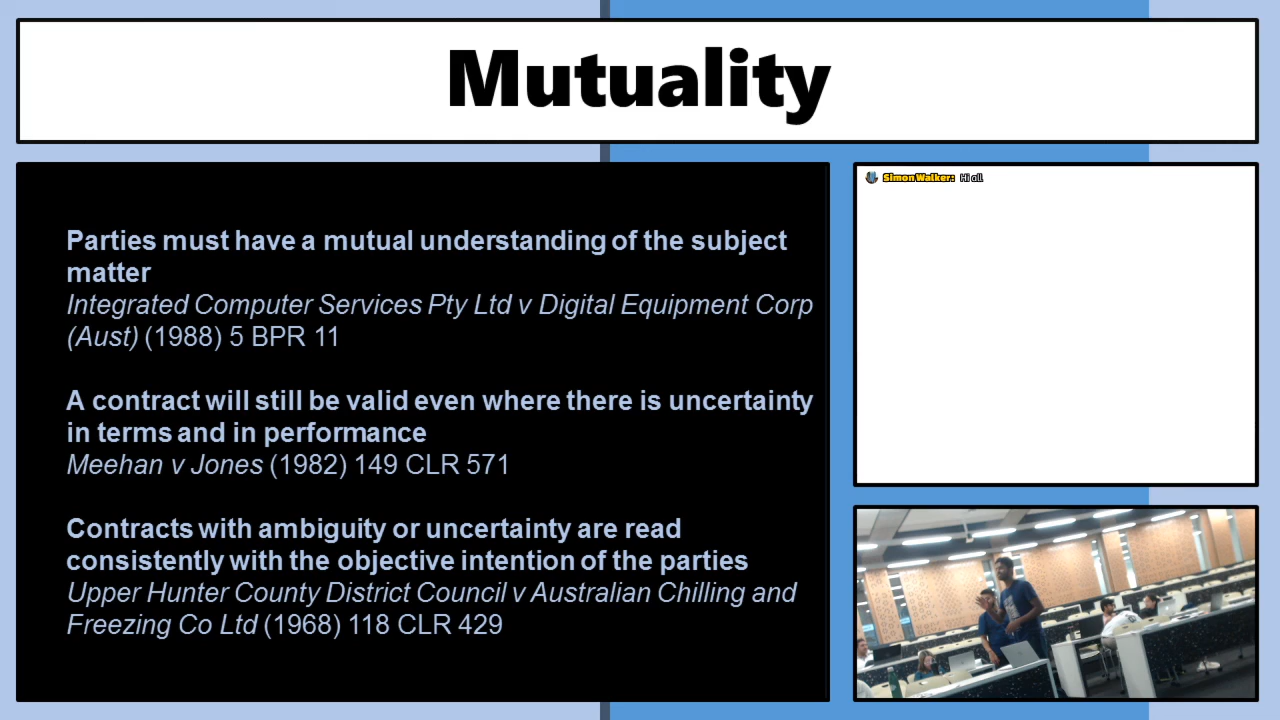 Mutuality
Parties must have a mutual understanding of the subject
matter
Integrated Computer Services Pty Ltd v Digital Equipment Corp
(Aust) (1988) 5 BPR 11
A contract will still be valid even where there is uncertainty
in terms and in performance
Meehan v Jones (1982) 149 CLR 571
Contracts with ambiguity or uncertainty are read
consistently with the objective intention of the parties
Upper Hunter County District Council v Australian Chilling and
Freezing Co Ltd (1968) 118 CLR 429
Simon Walker: Hi all